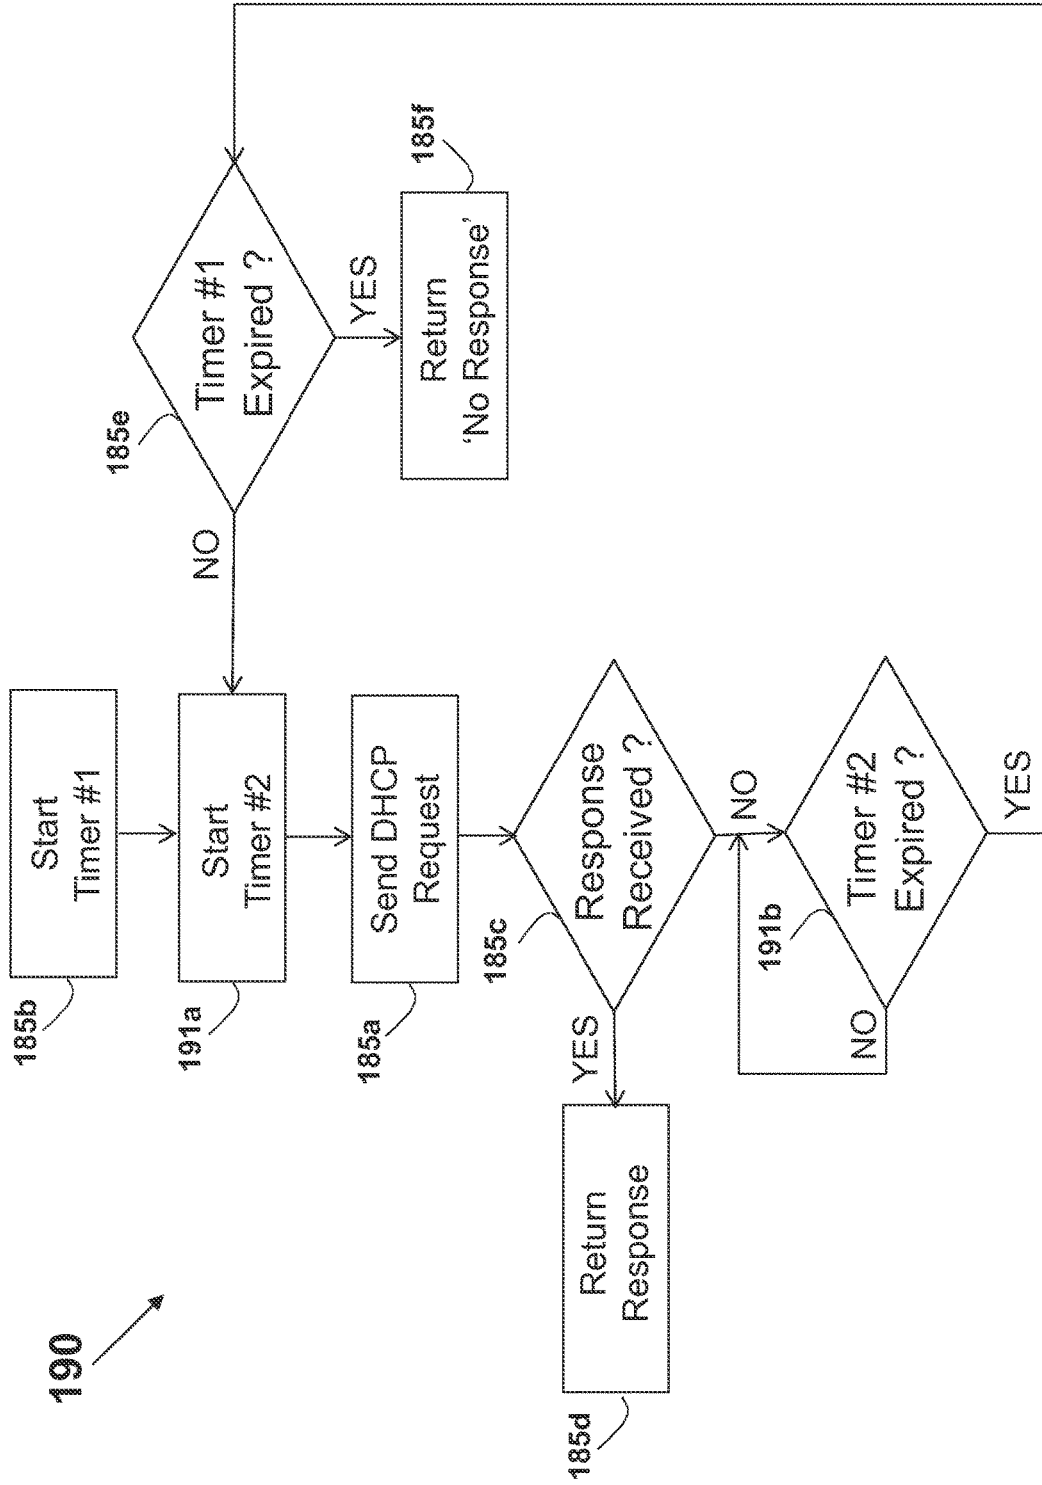 190
185b
Start
Timer #1
191a
Start
Timer #2
185a
Send DHCP
Request
185c
Response
Received ?
YES
185d
Return
Response
NO
191b
Timer #2
Expired ?
NO
YES
185e
Timer #1
Expired ?
NO
YES
185f
Return
'No Response'